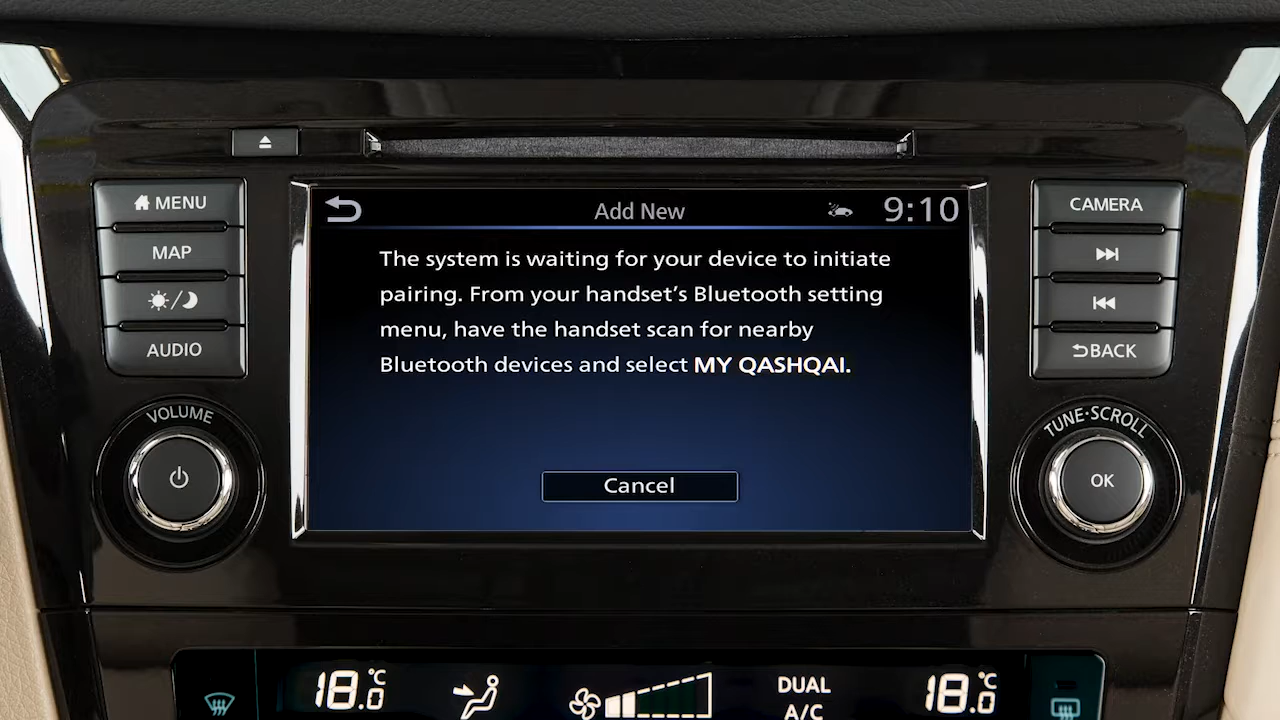 MENU
MAP
AUDIO
VOLUME
Add New
9:10
The system is waiting for your device to initiate
pairing. From your handset’s Bluetooth setting
menu, have the handset scan for nearby
Bluetooth devices and select MY QASHQAI.
Cancel
CAMERA
BACK
TUNE·SCROLL
OK
18.0°C
DUAL
A/C
18.0°C